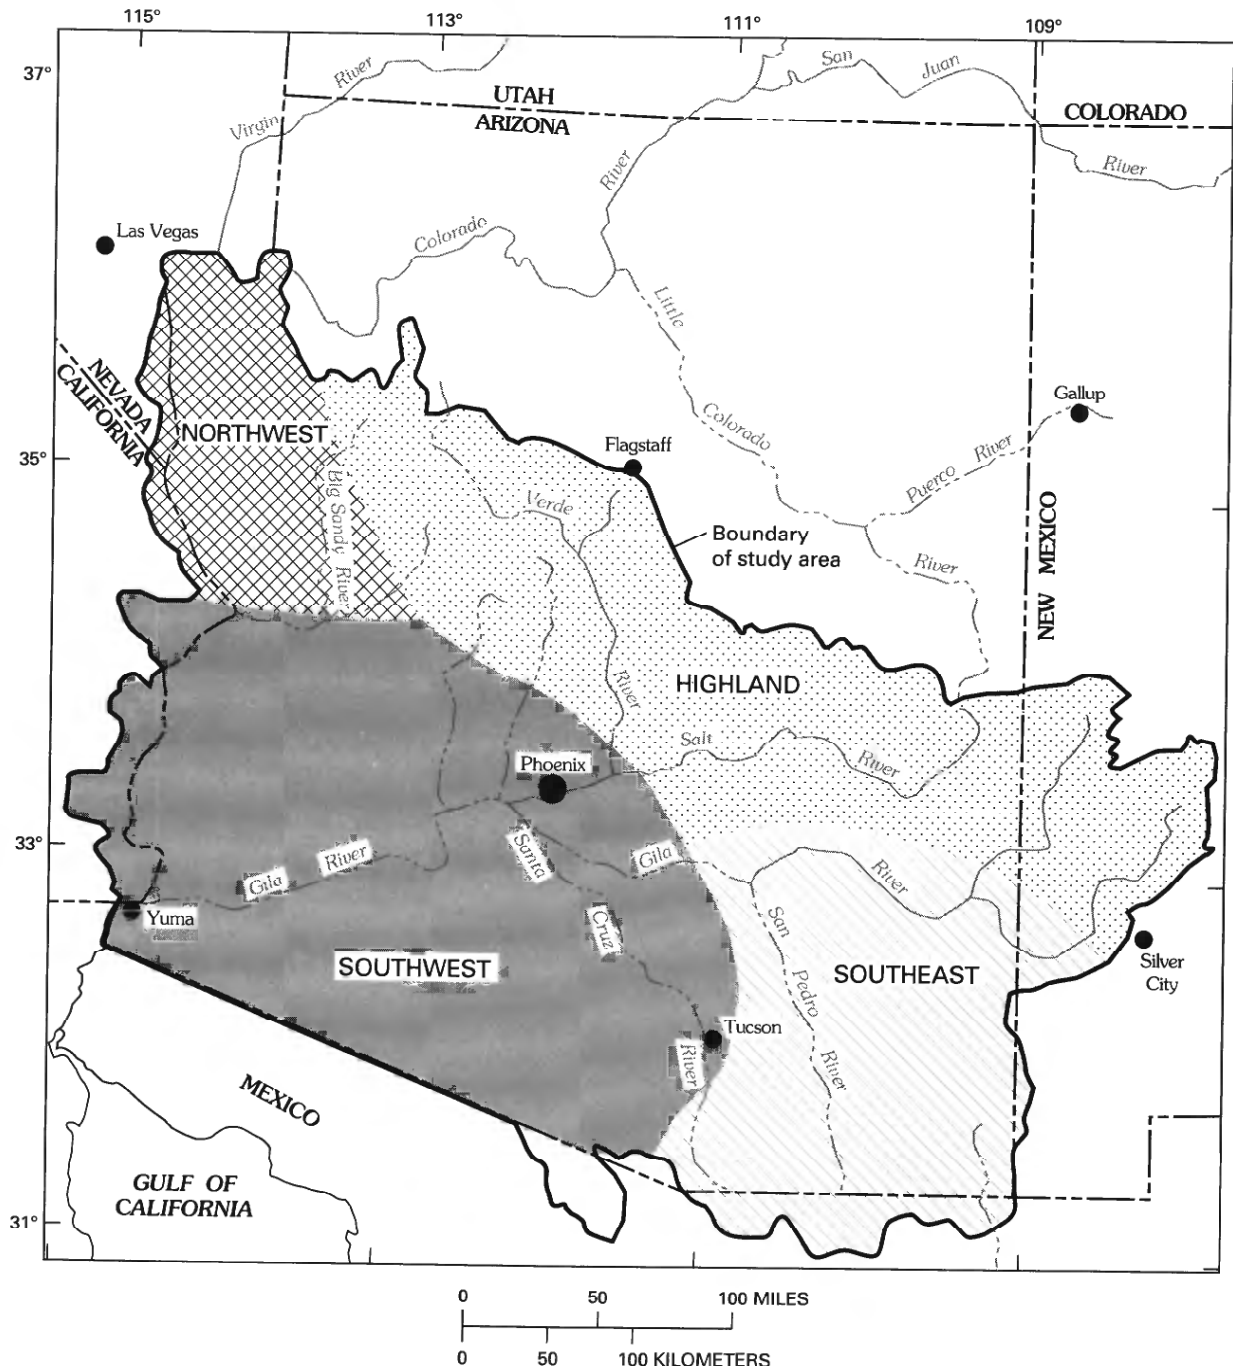 115°
113°
111°
109°
37°
35°
33°
31°
UTAH
ARIZONA
COLORADO
NEW MEXICO
NEVADA
CALIFORNIA
Virgin River
San Juan River
Colorado River
Little Colorado River
Puerco River
Las Vegas
Gallup
Flagstaff
NORTHWEST
Big Sandy River
Verde River
Boundary
of study area
HIGHLAND
Salt River
Phoenix
Gila River
Santa Cruz River
Gila River
San Pedro River
Yuma
SOUTHWEST
SOUTHEAST
Silver
City
Tucson
MEXICO
GULF OF
CALIFORNIA
0 50 100 MILES
0 50 100 KILOMETERS